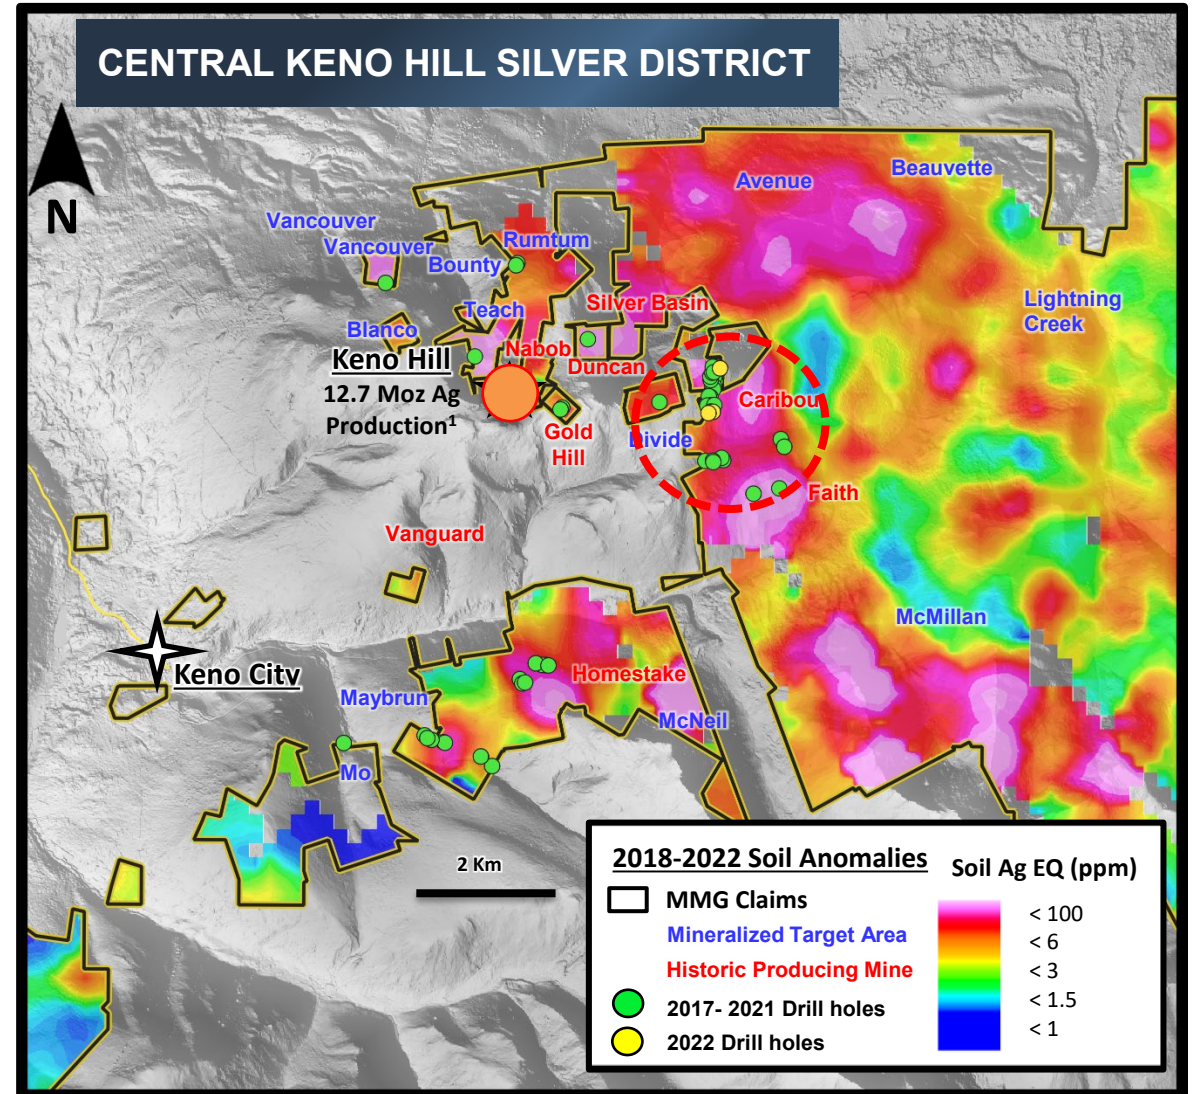 CENTRAL KENO HILL SILVER DISTRICT
N
Avenue
Beauvette
Vancouver
Vancouver
Rumtum
Bounty
Lightning
Creek
Silver Basin
Teach
Blanco
Nabob
Keno Hill
Duncan
12.7 Moz Ag
Production¹
Caribou
Gold
Hill
Divide
Faith
Vanguard
McMillan
Keno City
Homestake
Maybrun
McNeil
Mo
2 Km
2018-2022 Soil Anomalies
MMG Claims
Mineralized Target Area
Historic Producing Mine
2017- 2021 Drill holes
2022 Drill holes
Soil Ag EQ (ppm)
< 100
< 6
< 3
< 1.5
< 1